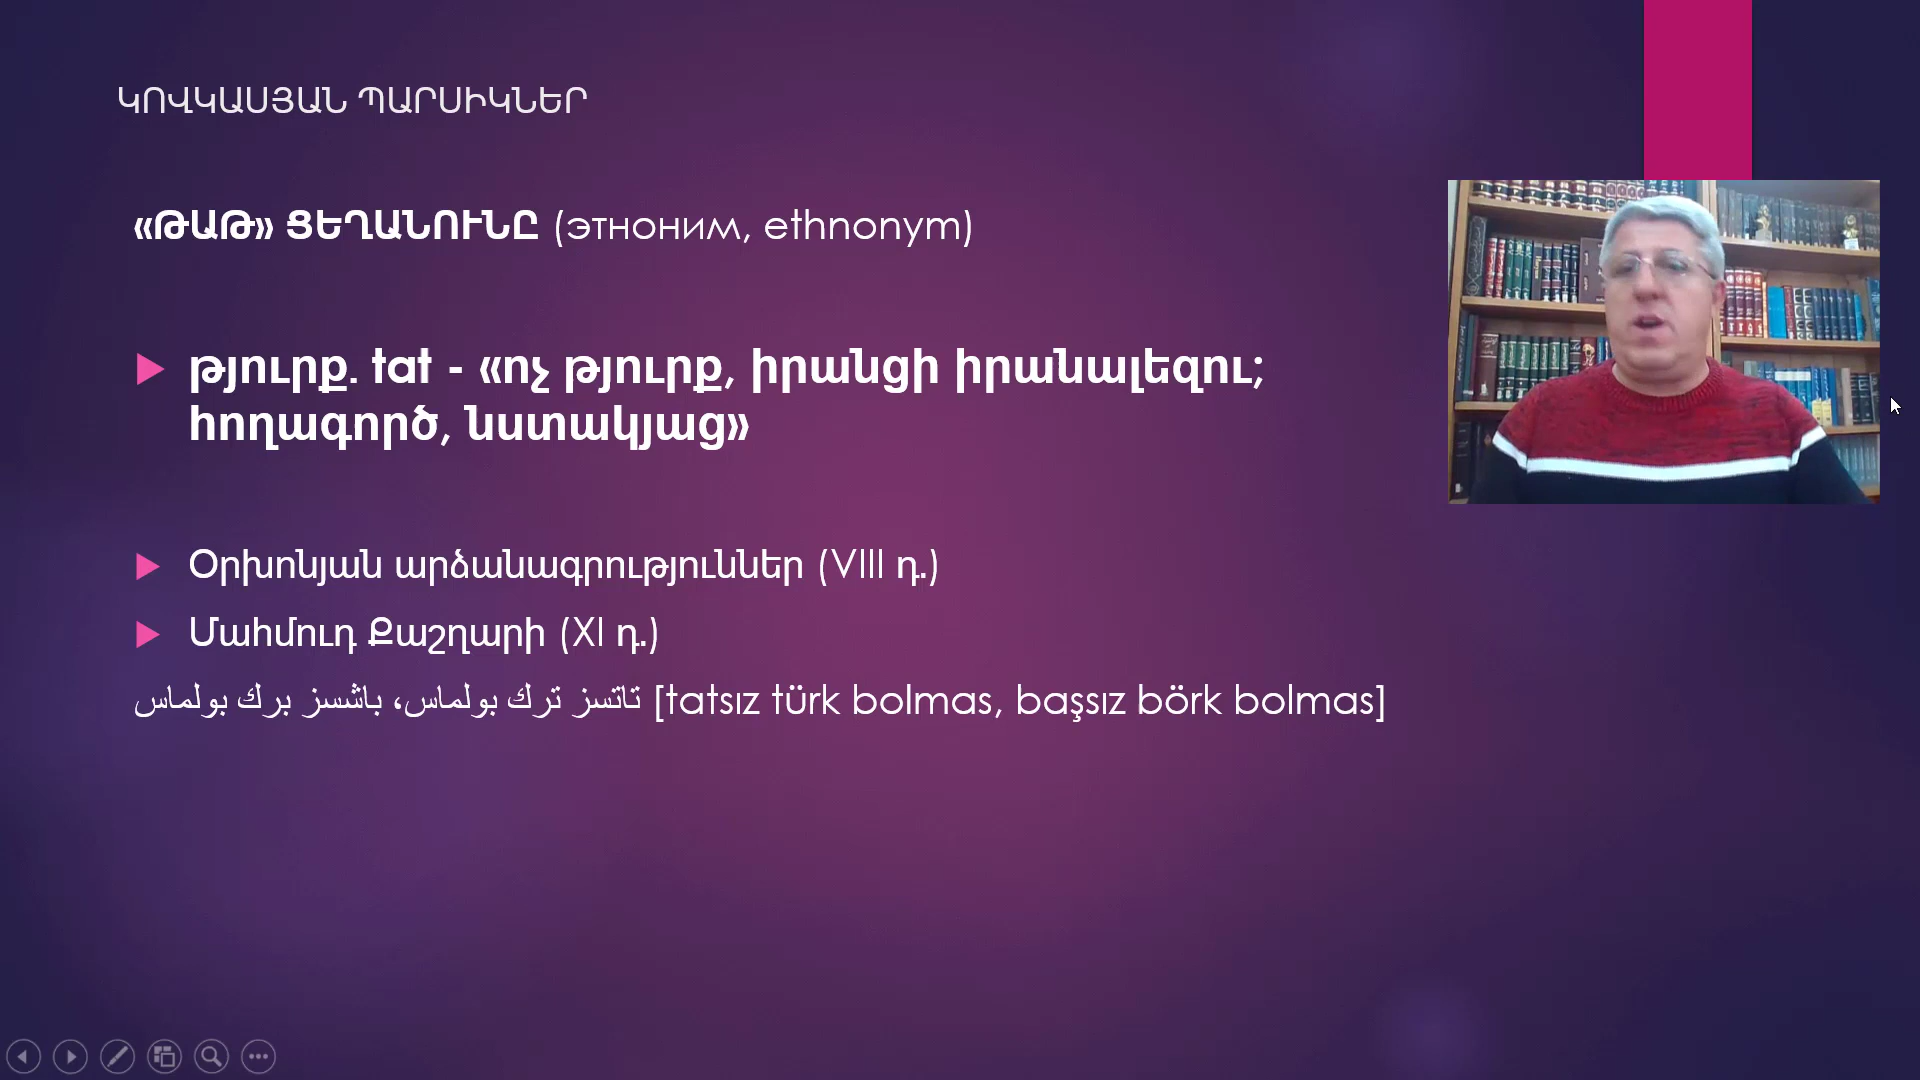 ԿՈՎԿԱՍՅԱՆ ՊԱՐՍԻԿՆԵՐ
«ԹԱԹ» ՑԵՂԱՆՈՒՆԸ (этноним, ethnonym)
թյուրք. tat - «ոչ թյուրք, իրանցի իրանալեզու;
հողագործ, նստակյաց»
Օրխոնյան արձանագրություններ (VIII դ.)
Մահմուդ Քաշղարի (XI դ.)
تاتسز ترك بولماس، باشسز برك بولماس [tatsız türk bolmas, başsız börk bolmas]